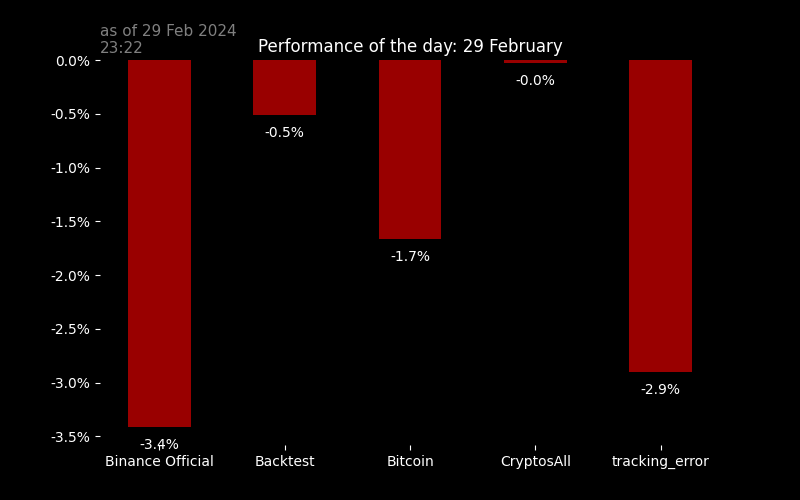 as of 29 Feb 2024
23:22
Performance of the day: 29 February
0.0%
-0.5%
-1.0%
-1.5%
-2.0%
-2.5%
-3.0%
-3.5%
-3.4%
-0.5%
-1.7%
-0.0%
-2.9%
Binance Official
Backtest
Bitcoin
CryptosAll
tracking_error